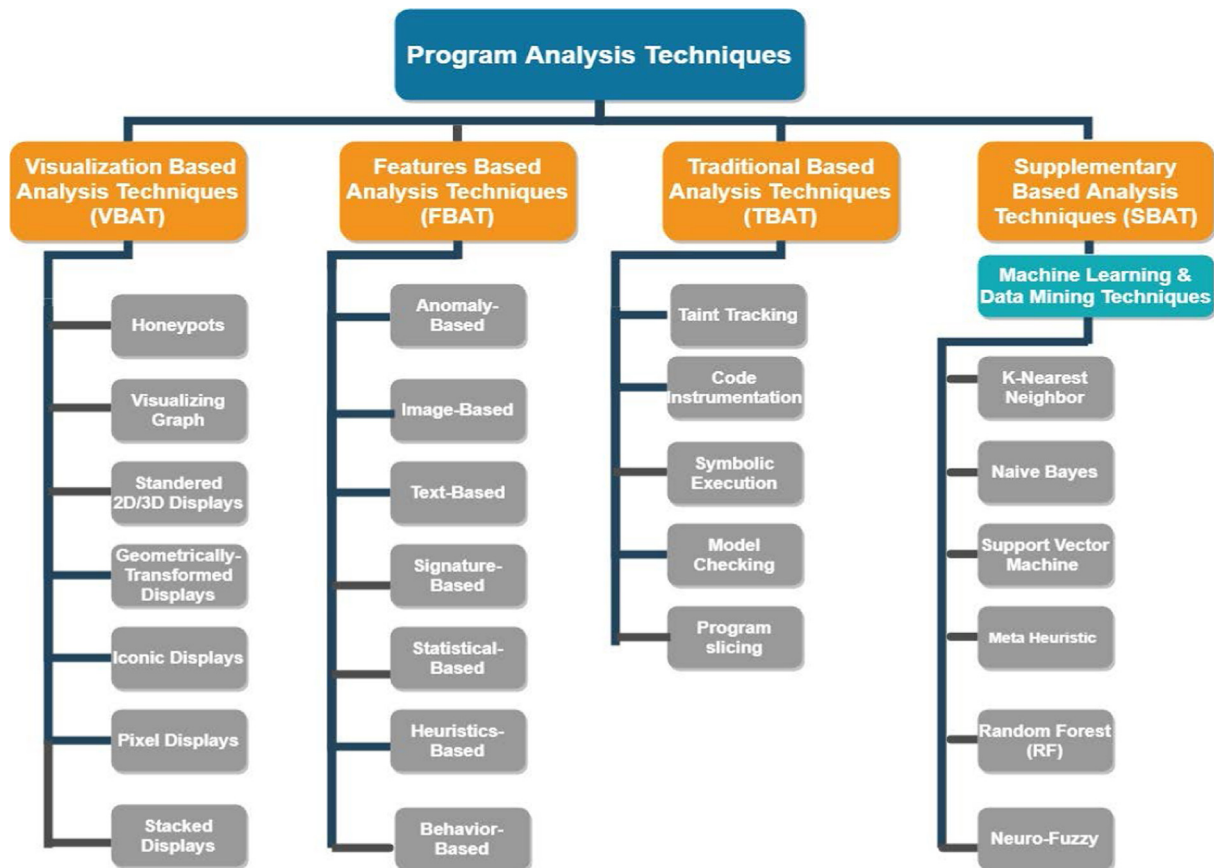 Program Analysis Techniques
Visualization Based
Analysis Techniques
(VBAT)
Features Based
Analysis Techniques
(FBAT)
Traditional Based
Analysis Techniques
(TBAT)
Supplementary
Based Analysis
Techniques (SBAT)
Machine Learning &
Data Mining Techniques
Honeypots
Visualizing
Graph
Standered
2D/3D Displays
Geometrically-
Transformed
Displays
Iconic Displays
Pixel Displays
Stacked
Displays
Anomaly-
Based
Image-Based
Text-Based
Signature-
Based
Statistical-
Based
Heuristics-
Based
Behavior-
Based
Taint Tracking
Code
Instrumentation
Symbolic
Execution
Model
Checking
Program
slicing
K-Nearest
Neighbor
Naive Bayes
Support Vector
Machine
Meta Heuristic
Random Forest
(RF)
Neuro-Fuzzy